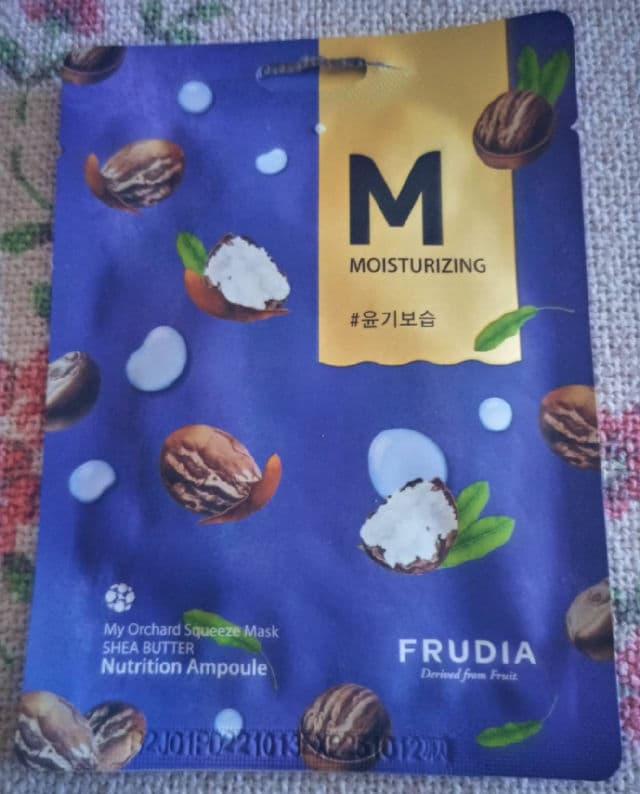 M
MOISTURIZING
#윤기보습
My Orchard Squeeze Mask
SHEA BUTTER
Nutrition Ampoule
FRUDIA
Derived from Fruit